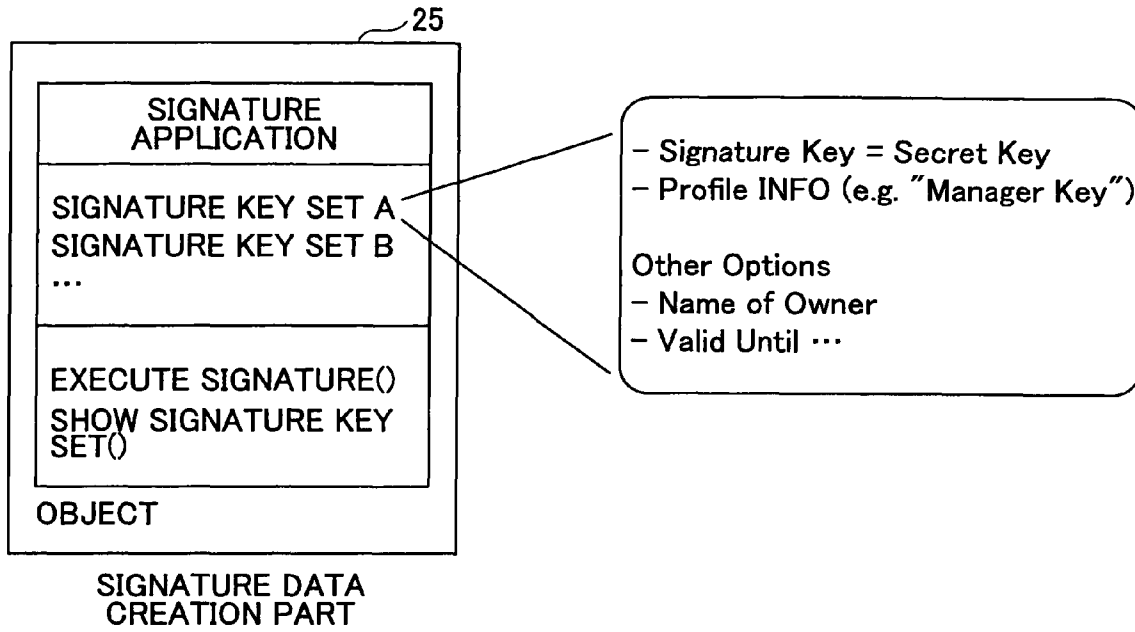 25
SIGNATURE
APPLICATION
SIGNATURE KEY SET A
SIGNATURE KEY SET B
...
EXECUTE SIGNATURE()
SHOW SIGNATURE KEY
SET()
OBJECT
SIGNATURE DATA
CREATION PART
- Signature Key = Secret Key
- Profile INFO (e.g. "Manager Key")
Other Options
- Name of Owner
- Valid Until ...